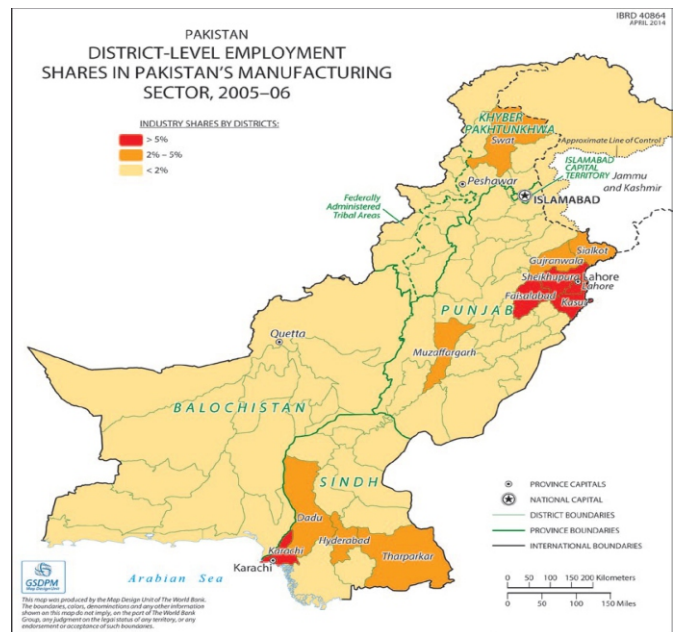 IBRD 40864
APRIL 2014
PAKISTAN
DISTRICT-LEVEL EMPLOYMENT
SHARES IN PAKISTAN'S MANUFACTURING
SECTOR, 2005–06
INDUSTRY SHARES BY DISTRICTS:
> 5%
2% – 5%
< 2%
KHYBER
PAKHTUNKHWA
Swat
Approximate Line of Control
ISLAMABAD
CAPITAL
TERRITORY
Jammu
and Kashmir
Peshawar
ISLAMABAD
Federally
Administered
Tribal Areas
Sialkot
Gujranwala
Sheikhupura
Lahore
Lahore
Faisalabad
Kasur
PUNJAB
Muzaffargarh
Quetta
BALOCHISTAN
SINDH
Dadu
Hyderabad
Tharparkar
Karachi
Karachi
Arabian Sea
PROVINCE CAPITALS
NATIONAL CAPITAL
DISTRICT BOUNDARIES
PROVINCE BOUNDARIES
INTERNATIONAL BOUNDARIES
0 50 100 150 200 Kilometers
0 50 100 150 Miles
GSDPM
Map Design Unit
This map was produced by the Map Design Unit of The World Bank.
The boundaries, colors, denominations and any other information
shown on this map do not imply, on the part of The World Bank
Group, any judgment on the legal status of any territory, or any
endorsement or acceptance of such boundaries.